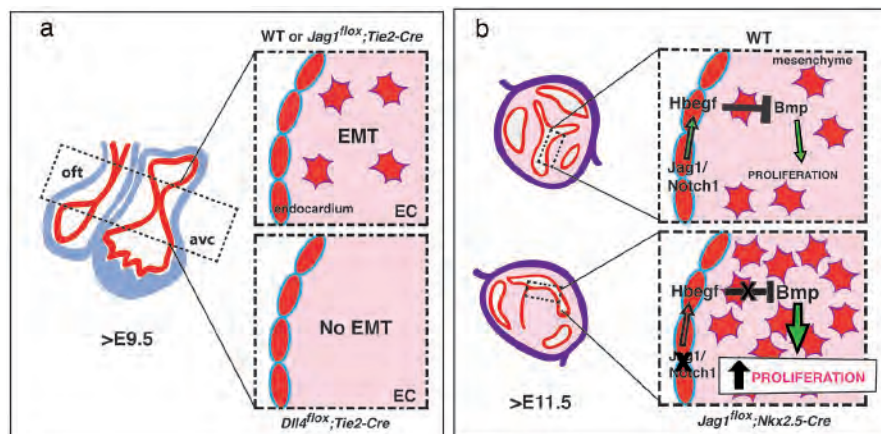 a
WT or Jag1flox;Tie2-Cre
EMT
oft
endocardium
EC
avc
No EMT
>E9.5
EC
Dll4flox;Tie2-Cre
b
WT
mesenchyme
Hbegf
Bmp
Jag1/
Notch1
PROLIFERATION
Hbegf
X
Bmp
Jag1/
Notch1
X
PROLIFERATION
>E11.5
Jag1flox;Nkx2.5-Cre